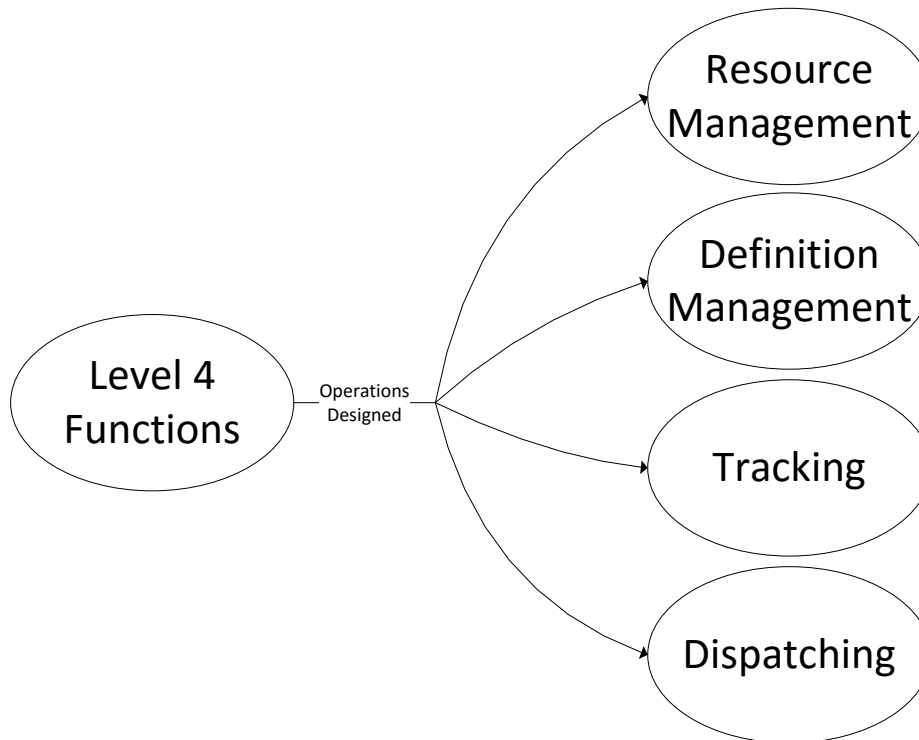 Resource
Management
Definition
Management
Level 4
Functions
Operations
Designed
Tracking
Dispatching